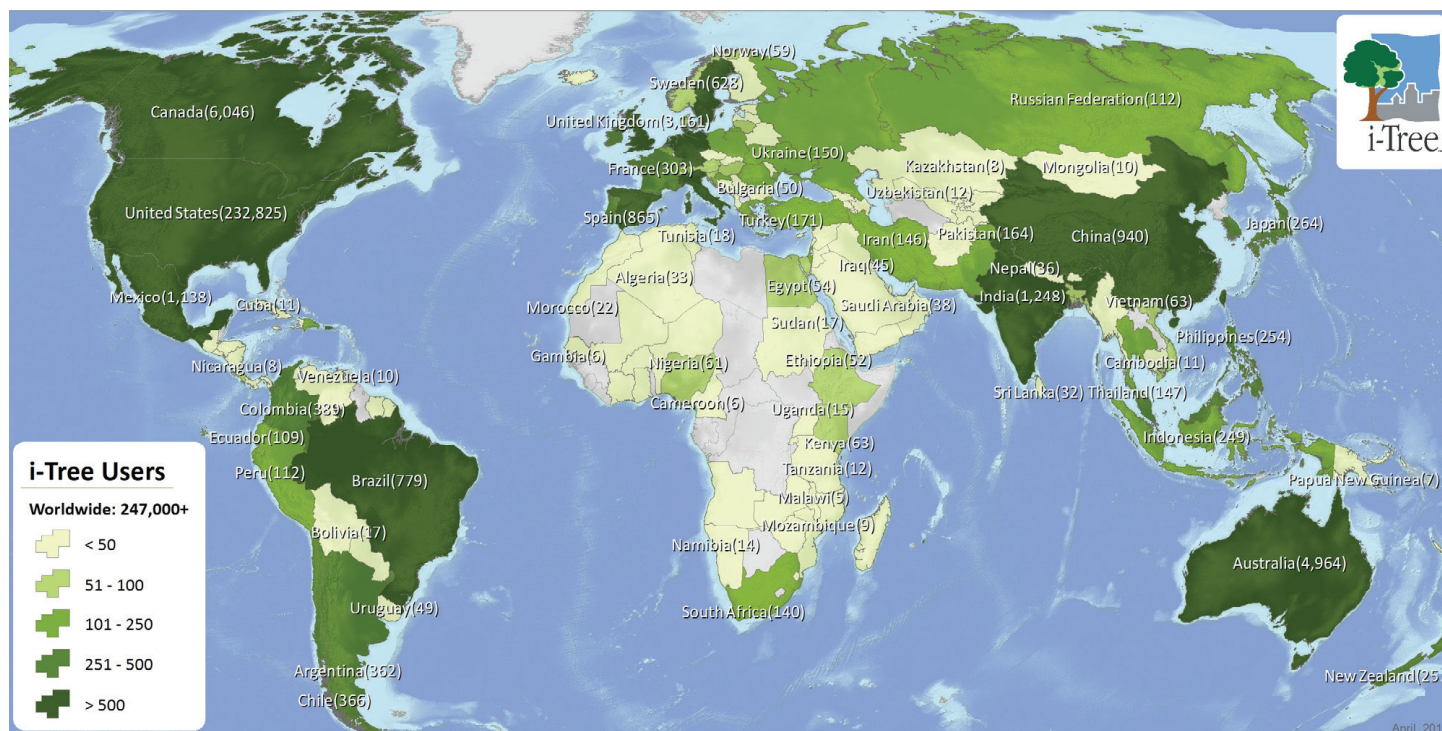 Norway(59)
Sweden(628)
Canada(6,046)
Russian Federation(112)
United Kingdom(3,161)
i-Tree
Ukraine(150)
France(303)
Kazakhstan(8)
Mongolia(10)
Bulgaria(50)
Uzbekistan(12)
United States(232,825)
Spain(865)
Turkey(171)
Japan(264)
Tunisia(18)
Iran(146)
Pakistan(164)
China(940)
Algeria(33)
Iraq(45)
Nepal(36)
Mexico(1,138)
Cuba(11)
Morocco(22)
Egypt(54)
Saudi Arabia(38)
India(1,248)
Vietnam(63)
Sudan(17)
Philippines(254)
Nicaragua(8)
Gambia(6)
Nigeria(61)
Ethiopia(52)
Cambodia(11)
Venezuela(10)
Sri Lanka(32)
Thailand(147)
Colombia(389)
Cameroon(6)
Uganda(15)
Ecuador(109)
Kenya(63)
Indonesia(249)
Peru(112)
Brazil(779)
Tanzania(12)
Papua New Guinea(7)
Malawi(5)
Bolivia(17)
Mozambique(9)
Namibia(14)
Australia(4,964)
Uruguay(49)
South Africa(140)
Argentina(362)
New Zealand(25
Chile(366)
i-Tree Users
Worldwide: 247,000+
< 50
51 - 100
101 - 250
251 - 500
> 500
April, 201